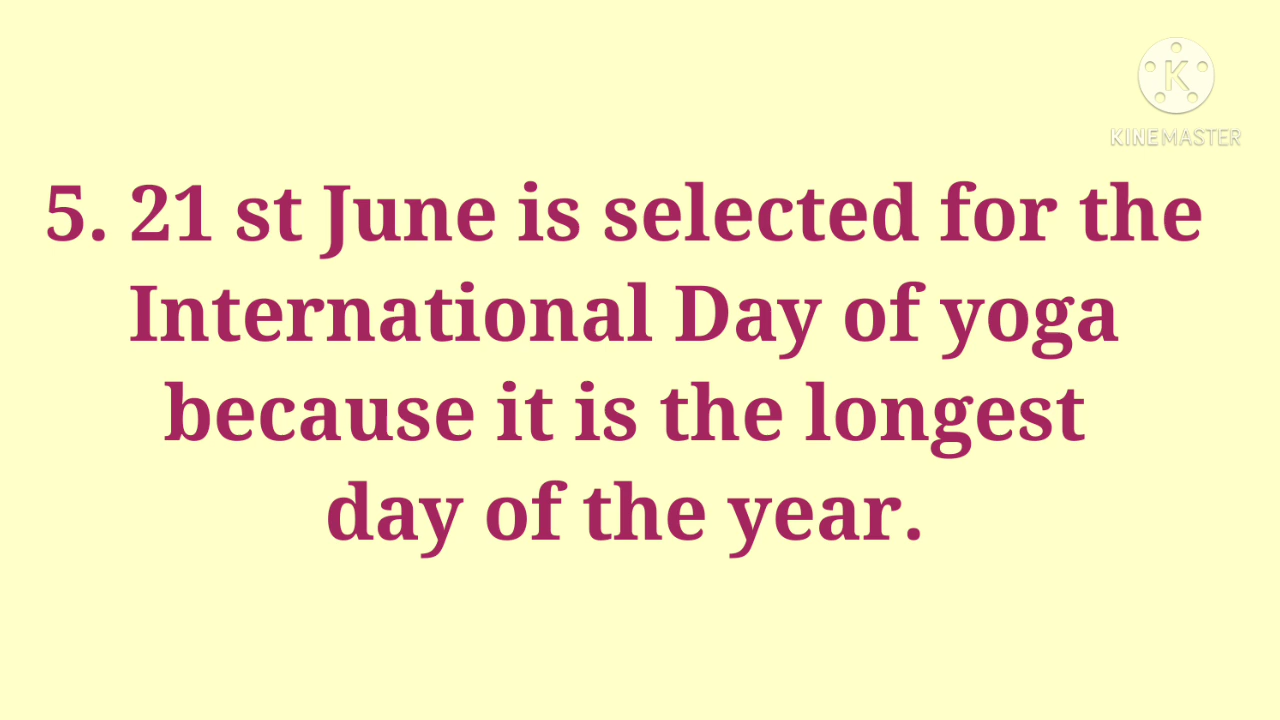 KINEMASTER
5. 21 st June is selected for the
International Day of yoga
because it is the longest
day of the year.